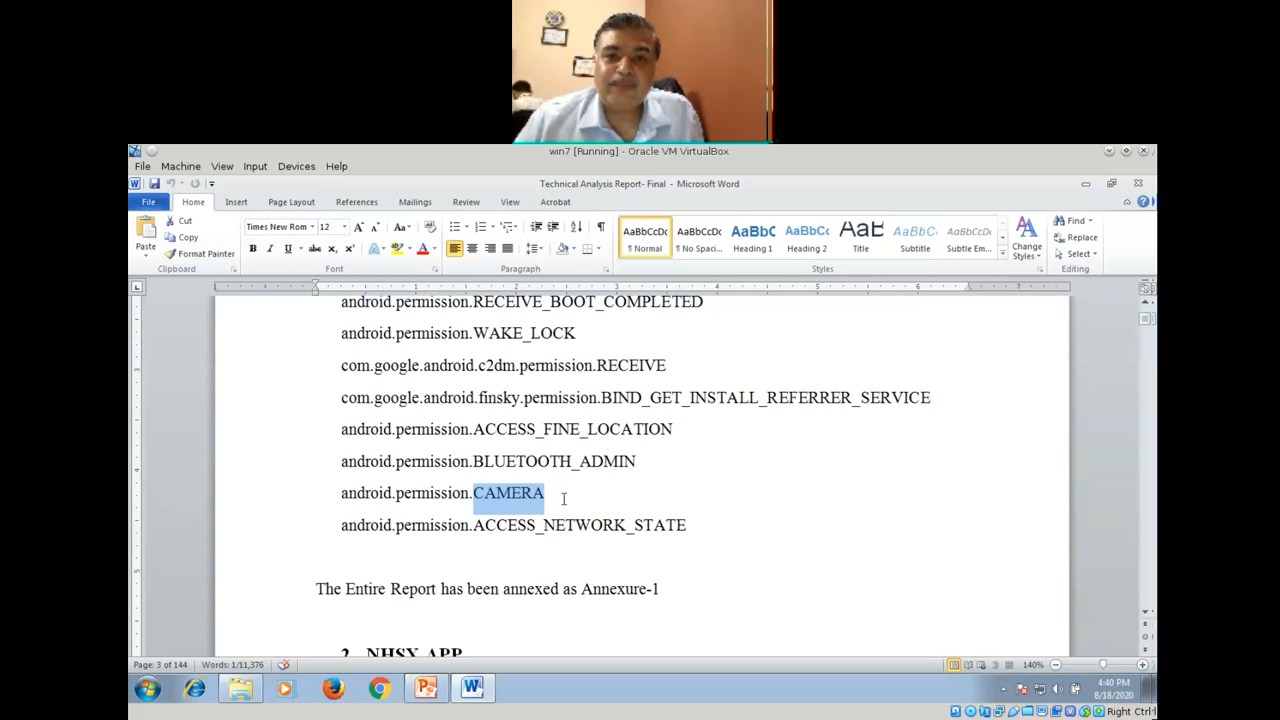 win7 [Running] - Oracle VM VirtualBox
File Machine View Input Devices Help
Technical Analysis Report- Final - Microsoft Word
File Home Insert Page Layout References Mailings Review View Acrobat
Cut
Copy
Format Painter
Paste
Clipboard
Times New Rom 12
Font
Paragraph
AaBbCcDc AaBbCcDc AaBbC AaBbCc AaB AaBbCcL AaBbCcDc
¶ Normal ¶ No Spaci... Heading 1 Heading 2 Title Subtitle Subtle Em...
Styles
Change Styles
Find
Replace
Select
Editing
android.permission.RECEIVE_BOOT_COMPLETED
android.permission.WAKE_LOCK
com.google.android.c2dm.permission.RECEIVE
com.google.android.finsky.permission.BIND_GET_INSTALL_REFERRER_SERVICE
android.permission.ACCESS_FINE_LOCATION
android.permission.BLUETOOTH_ADMIN
android.permission.CAMERA
android.permission.ACCESS_NETWORK_STATE
The Entire Report has been annexed as Annexure-1
2. NHSX APP
Page: 3 of 144 Words: 1/11,376 140%
4:40 PM
8/18/2020
Right Ctrl